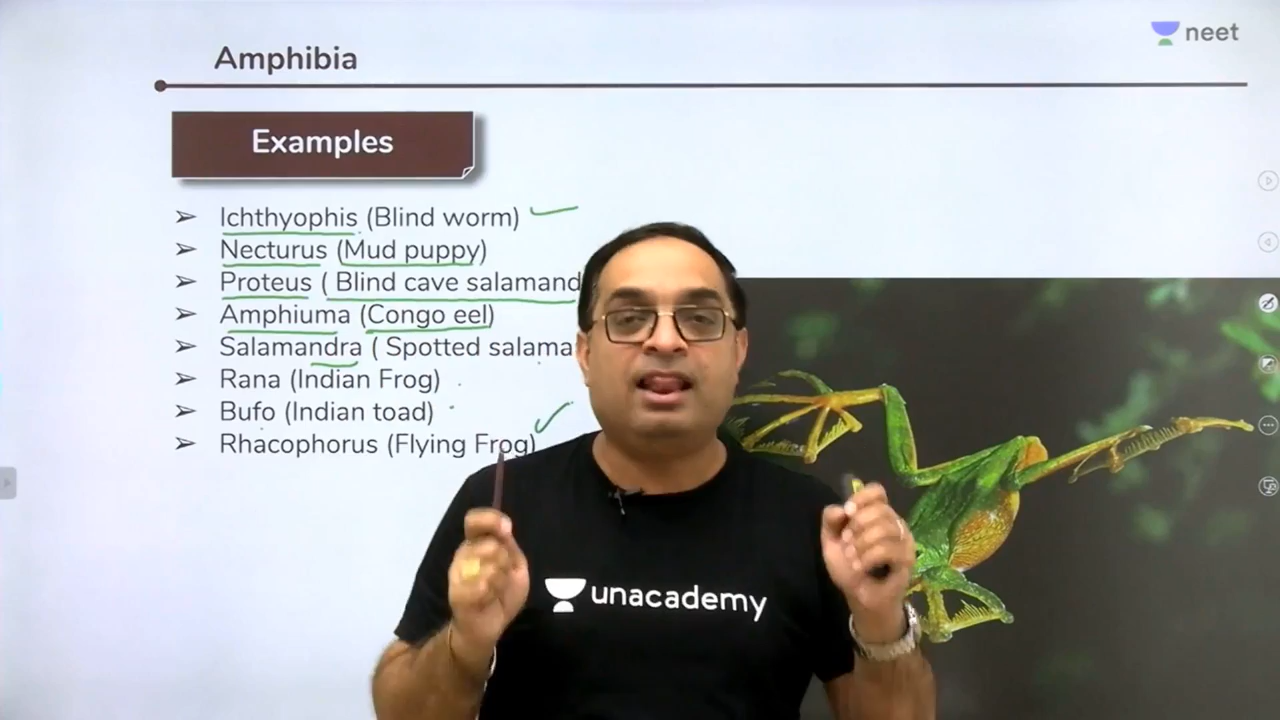 neet
Amphibia
Examples
➢ Ichthyophis (Blind worm)
➢ Necturus (Mud puppy)
➢ Proteus ( Blind cave salamand
➢ Amphiuma (Congo eel)
➢ Salamandra ( Spotted salama
➢ Rana (Indian Frog)
➢ Bufo (Indian toad)
➢ Rhacophorus (Flying Frog)
unacademy